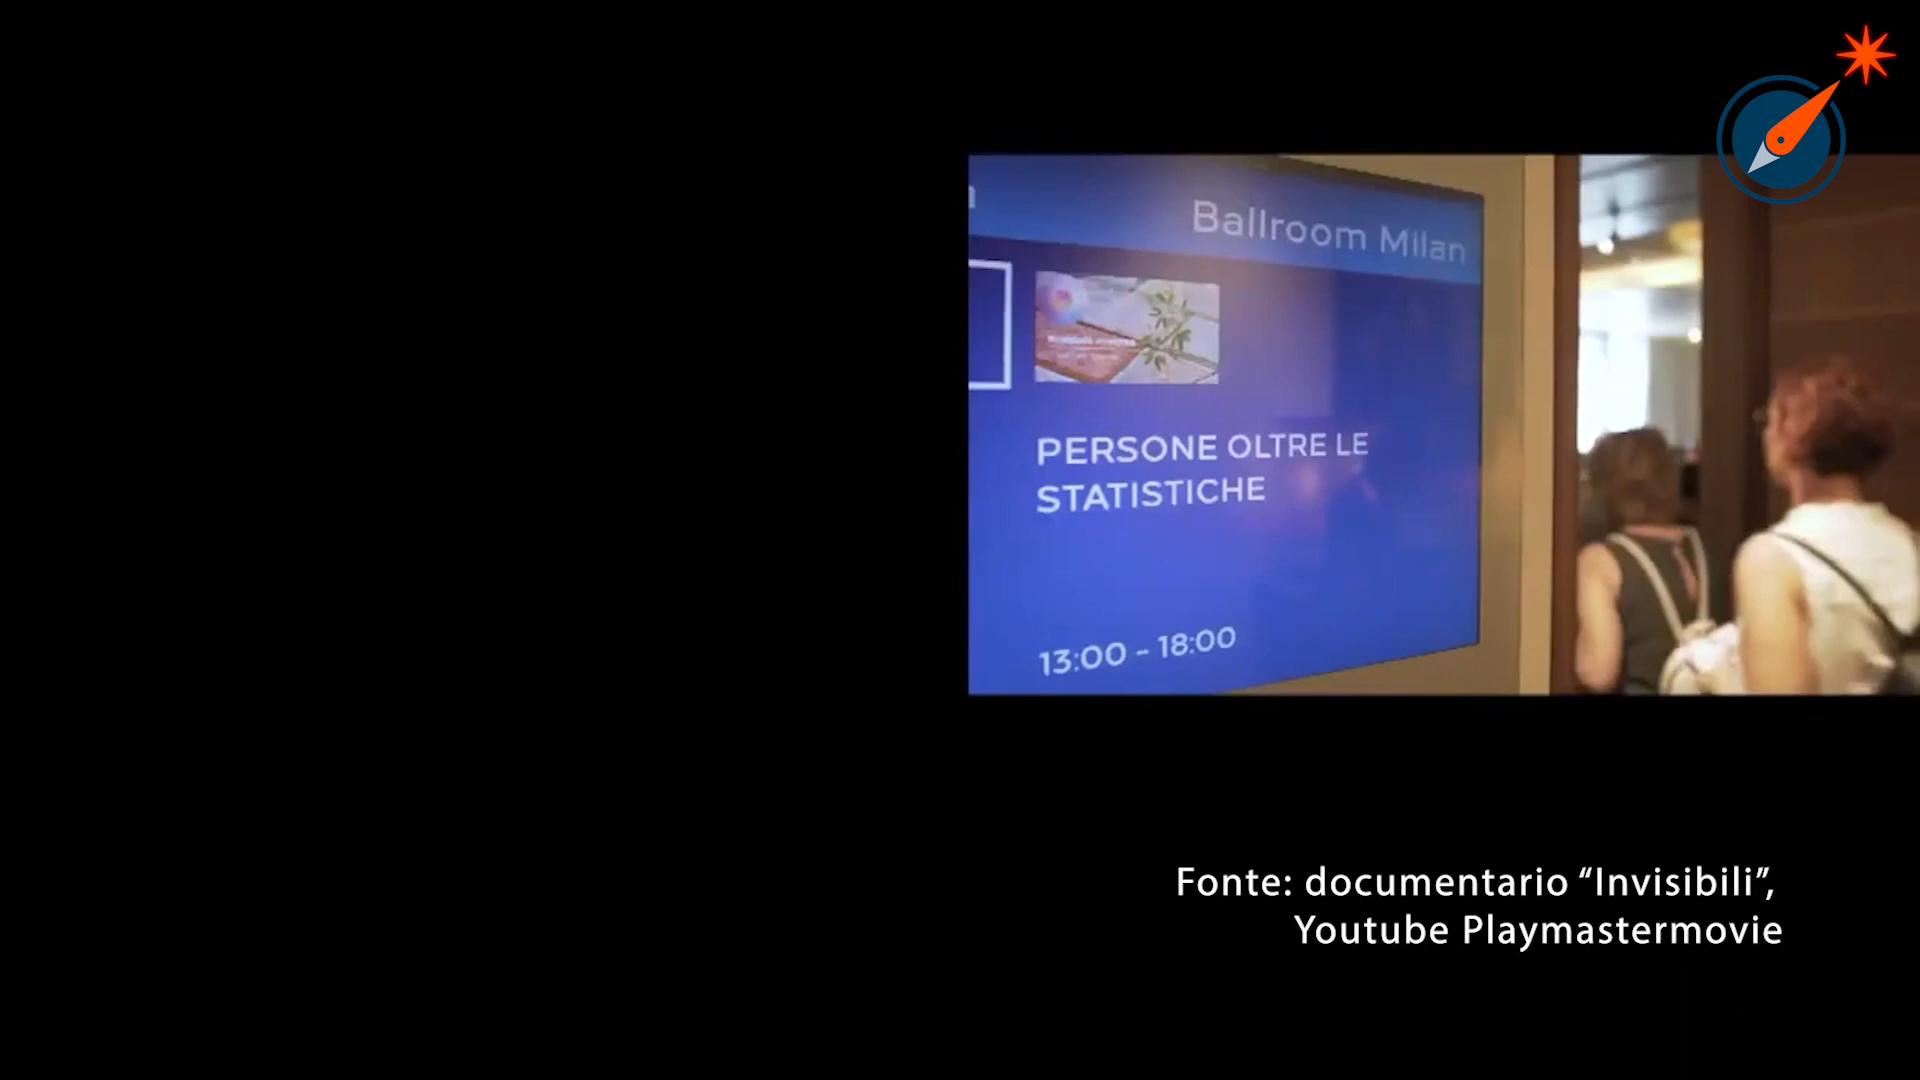 Ballroom Milan
PERSONE OLTRE LE
STATISTICHE
13:00 - 18:00
Fonte: documentario “Invisibili”,
Youtube Playmastermovie